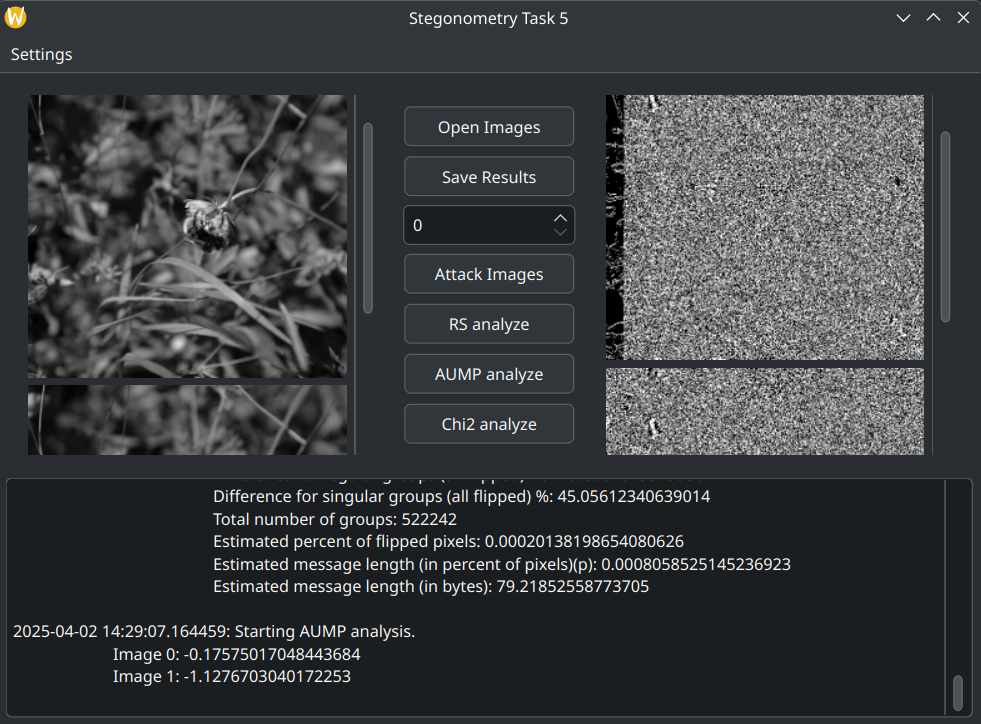 W
Stegonometry Task 5
Settings
Open Images
Save Results
0
Attack Images
RS analyze
AUMP analyze
Chi2 analyze
Difference for singular groups (all flipped) %: 45.05612340639014
Total number of groups: 522242
Estimated percent of flipped pixels: 0.00020138198654080626
Estimated message length (in percent of pixels)(p): 0.0008058525145236923
Estimated message length (in bytes): 79.21852558773705
2025-04-02 14:29:07.164459: Starting AUMP analysis.
Image 0: -0.17575017048443684
Image 1: -1.1276703040172253